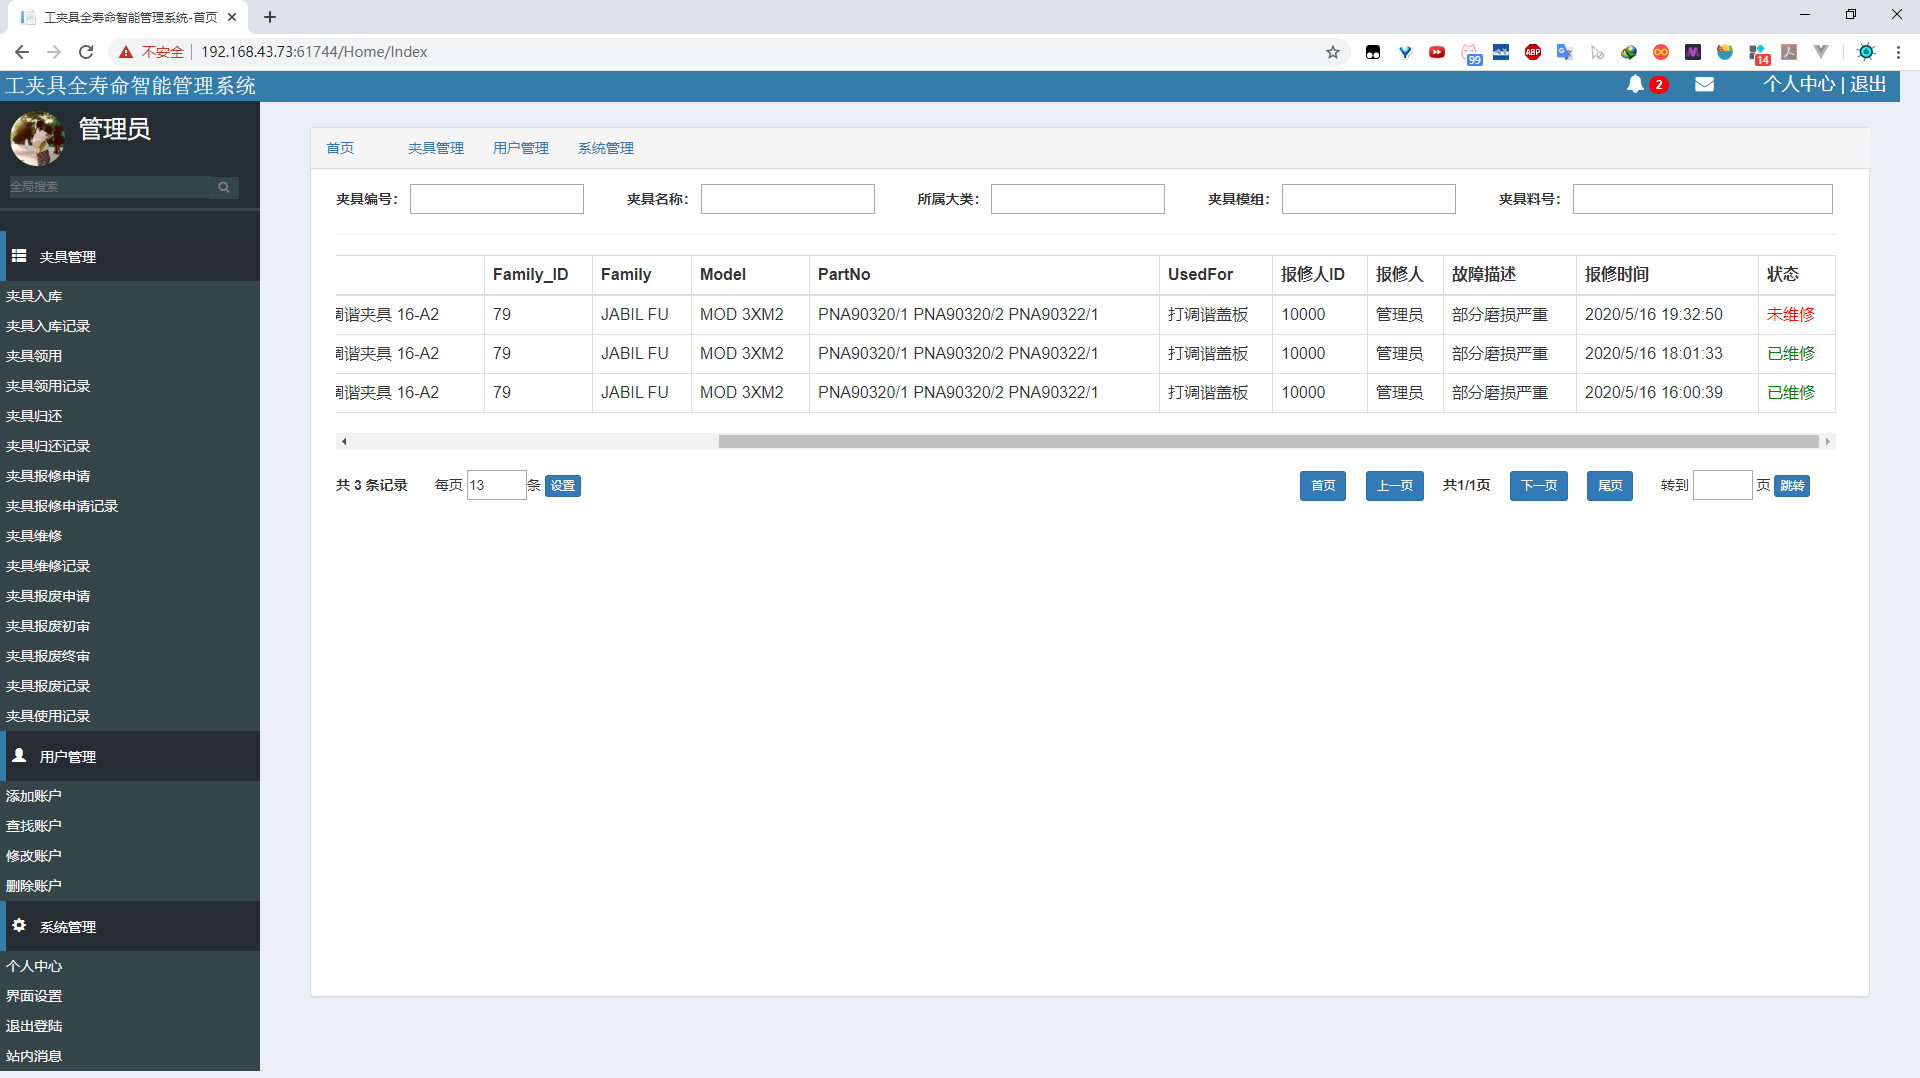 工夹具全寿命智能管理系统-首页
不安全 192.168.43.73:61744/Home/Index
99
ABP
14
工夹具全寿命智能管理系统
2
个人中心 | 退出
管理员
全局搜索
夹具管理
夹具入库
夹具入库记录
夹具领用
夹具领用记录
夹具归还
夹具归还记录
夹具报修申请
夹具报修申请记录
夹具维修
夹具维修记录
夹具报废申请
夹具报废初审
夹具报废终审
夹具报废记录
夹具使用记录
用户管理
添加账户
查找账户
修改账户
删除账户
系统管理
个人中心
界面设置
退出登陆
站内消息
首页 夹具管理 用户管理 系统管理
夹具编号： 夹具名称： 所属大类： 夹具模组： 夹具料号：
Family_ID Family Model PartNo UsedFor 报修人ID 报修人 故障描述 报修时间 状态
调谐夹具 16-A2 79 JABIL FU MOD 3XM2 PNA90320/1 PNA90320/2 PNA90322/1 打调谐盖板 10000 管理员 部分磨损严重 2020/5/16 19:32:50 未维修
调谐夹具 16-A2 79 JABIL FU MOD 3XM2 PNA90320/1 PNA90320/2 PNA90322/1 打调谐盖板 10000 管理员 部分磨损严重 2020/5/16 18:01:33 已维修
调谐夹具 16-A2 79 JABIL FU MOD 3XM2 PNA90320/1 PNA90320/2 PNA90322/1 打调谐盖板 10000 管理员 部分磨损严重 2020/5/16 16:00:39 已维修
共 3 条记录 每页 13 条 设置 首页 上一页 共1/1页 下一页 尾页 转到 页 跳转